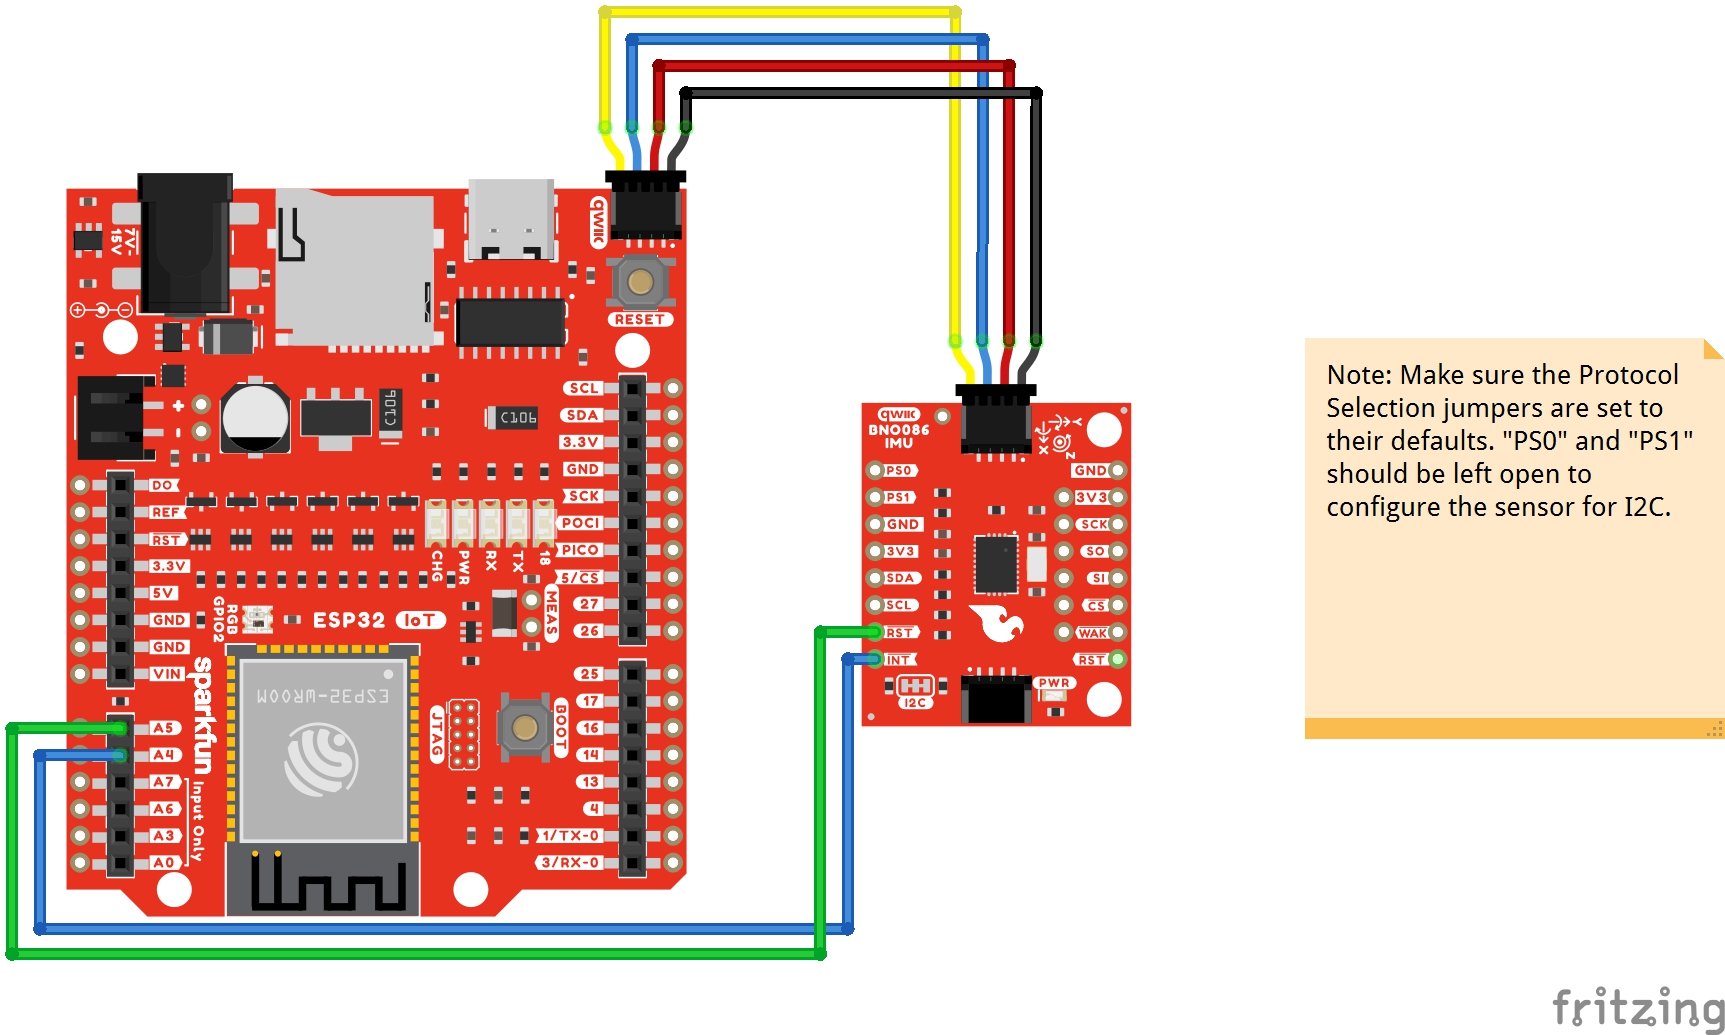 qwiic
7V-
15V
RESET
C106
C106
SCL
SDA
3.3V
GND
SCK
POCI
PICO
5/CS
27
26
25
17
16
14
13
4
1/TX-0
3/RX-0
DO
REF
RST
3.3V
5V
GND
GND
VIN
A5
A4
A7
A6
A3
A0
Input Only
sparkfun
CHG
PWR
RX
TX
18
MEAS
RGB
GPIO2
ESP32 IoT
ESP32-WROOM
JTAG
BOOT
qwiic
BNO086
IMU
X
Y
Z
PS0
PS1
GND
3V3
SDA
SCL
RST
INT
GND
3V3
SCK
SO
SI
CS
WAK
RST
I2C
PWR
Note: Make sure the Protocol
Selection jumpers are set to
their defaults. "PS0" and "PS1"
should be left open to
configure the sensor for I2C.
fritzing